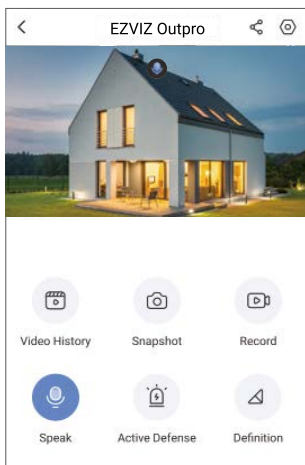 EZVIZ Outpro
Video History
Snapshot
Record
Speak
Active Defense
Definition